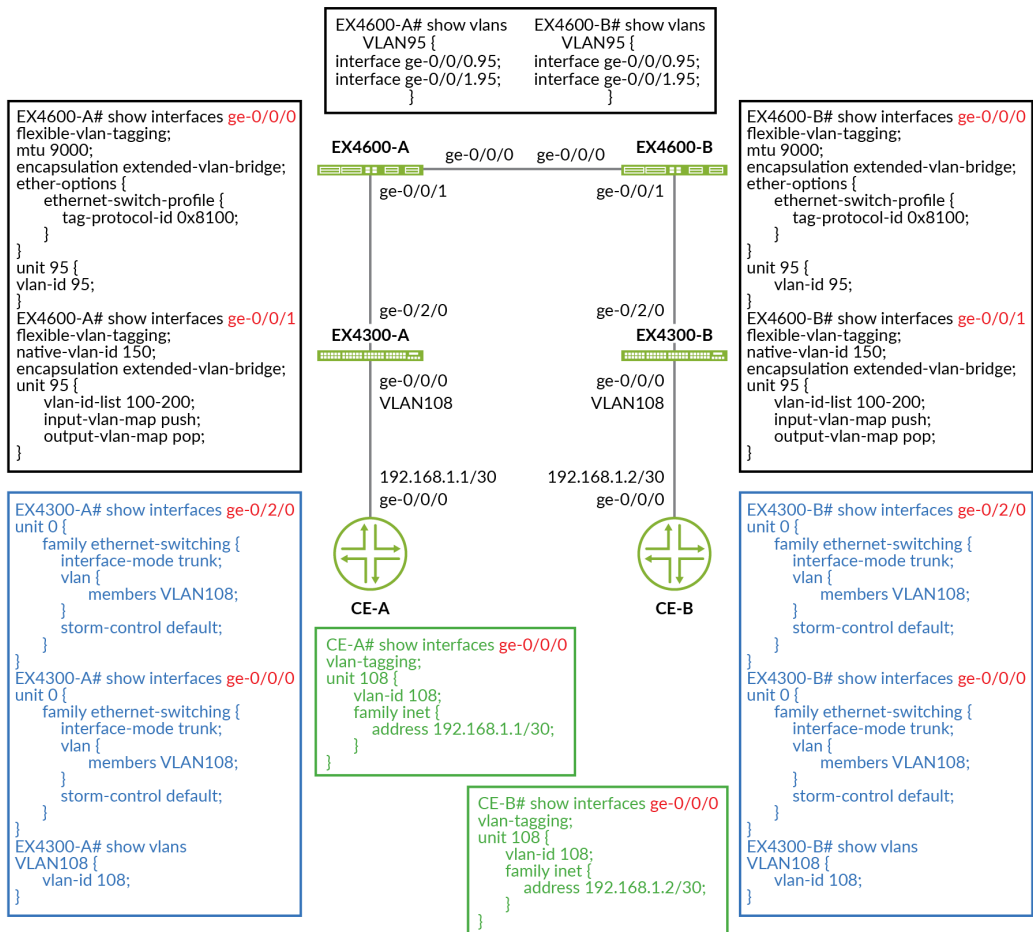 EX4600-A# show vlans
VLAN95 {
interface ge-0/0/0.95;
interface ge-0/0/1.95;
}
EX4600-B# show vlans
VLAN95 {
interface ge-0/0/0.95;
interface ge-0/0/1.95;
}
EX4600-A# show interfaces ge-0/0/0
flexible-vlan-tagging;
mtu 9000;
encapsulation extended-vlan-bridge;
ether-options {
ethernet-switch-profile {
tag-protocol-id 0x8100;
}
}
unit 95 {
vlan-id 95;
}
EX4600-A# show interfaces ge-0/0/1
flexible-vlan-tagging;
native-vlan-id 150;
encapsulation extended-vlan-bridge;
unit 95 {
vlan-id-list 100-200;
input-vlan-map push;
output-vlan-map pop;
}
EX4600-A
ge-0/0/0
ge-0/0/0
EX4600-B
ge-0/0/1
ge-0/0/1
ge-0/2/0
ge-0/2/0
EX4300-A
EX4300-B
ge-0/0/0
VLAN108
ge-0/0/0
VLAN108
192.168.1.1/30
ge-0/0/0
192.168.1.2/30
ge-0/0/0
CE-A
CE-B
EX4600-B# show interfaces ge-0/0/0
flexible-vlan-tagging;
mtu 9000;
encapsulation extended-vlan-bridge;
ether-options {
ethernet-switch-profile {
tag-protocol-id 0x8100;
}
}
unit 95 {
vlan-id 95;
}
EX4600-B# show interfaces ge-0/0/1
flexible-vlan-tagging;
native-vlan-id 150;
encapsulation extended-vlan-bridge;
unit 95 {
vlan-id-list 100-200;
input-vlan-map push;
output-vlan-map pop;
}
EX4300-A# show interfaces ge-0/2/0
unit 0 {
family ethernet-switching {
interface-mode trunk;
vlan {
members VLAN108;
}
storm-control default;
}
}
EX4300-A# show interfaces ge-0/0/0
unit 0 {
family ethernet-switching {
interface-mode trunk;
vlan {
members VLAN108;
}
storm-control default;
}
}
EX4300-A# show vlans
VLAN108 {
vlan-id 108;
}
CE-A# show interfaces ge-0/0/0
vlan-tagging;
unit 108 {
vlan-id 108;
family inet {
address 192.168.1.1/30;
}
}
CE-B# show interfaces ge-0/0/0
vlan-tagging;
unit 108 {
vlan-id 108;
family inet {
address 192.168.1.2/30;
}
}
EX4300-B# show interfaces ge-0/2/0
unit 0 {
family ethernet-switching {
interface-mode trunk;
vlan {
members VLAN108;
}
storm-control default;
}
}
EX4300-B# show interfaces ge-0/0/0
unit 0 {
family ethernet-switching {
interface-mode trunk;
vlan {
members VLAN108;
}
storm-control default;
}
}
EX4300-B# show vlans
VLAN108 {
vlan-id 108;
}